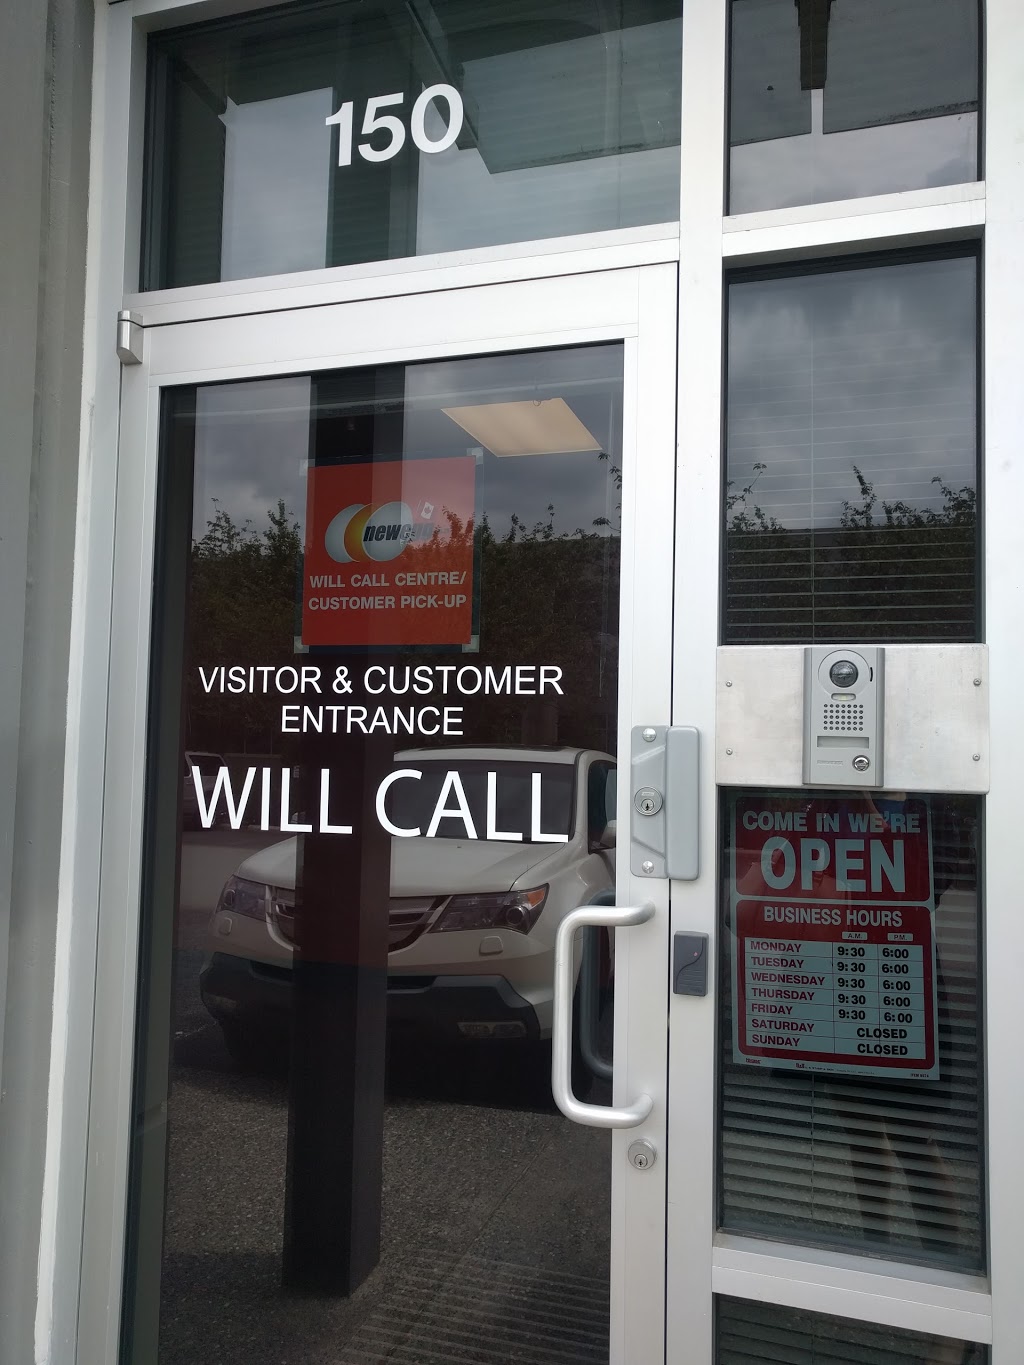 150
WILL CALL CENTRE/
CUSTOMER PICK-UP
VISITOR & CUSTOMER
ENTRANCE
WILL CALL
COME IN WE'RE
OPEN
BUSINESS HOURS
A.M. P.M.
MONDAY 9:30 6:00
TUESDAY 9:30 6:00
WEDNESDAY 9:30 6:00
THURSDAY 9:30 6:00
FRIDAY 9:30 6:00
SATURDAY CLOSED
SUNDAY CLOSED